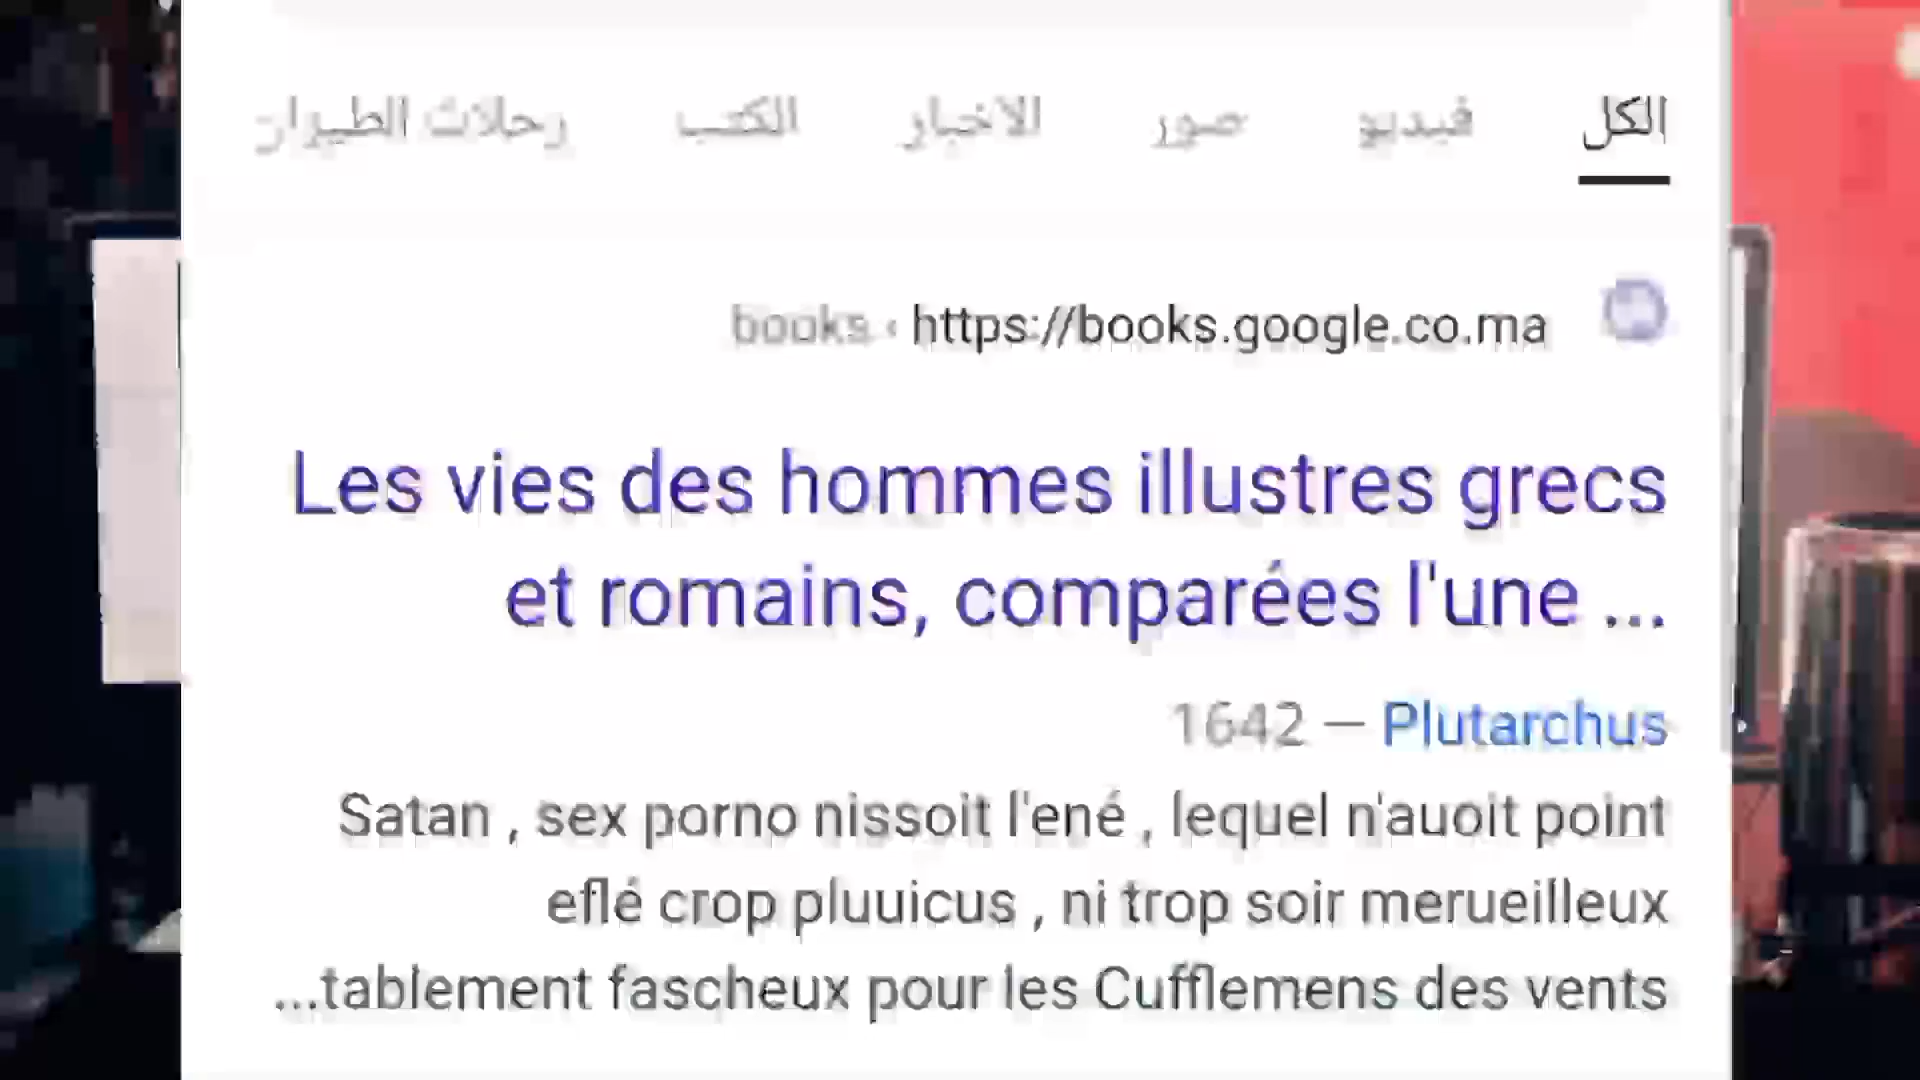 الكل فيديو صور الأخبار الكتب رحلات الطيران
https://books.google.co.ma › books
Les vies des hommes illustres grecs
et romains, comparées l'une ...
Plutarchus — 1642
Satan , sex porno nissoit l'ené , lequel n'auoit point
eflé crop pluuicus , ni trop soir merueilleux
tablement fascheux pour les Cufflemens des vents...